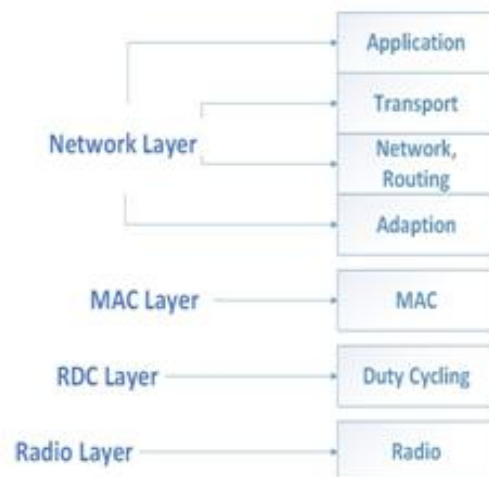 Application
Transport
Network Layer
Network,
Routing
Adaption
MAC Layer
MAC
RDC Layer
Duty Cycling
Radio Layer
Radio